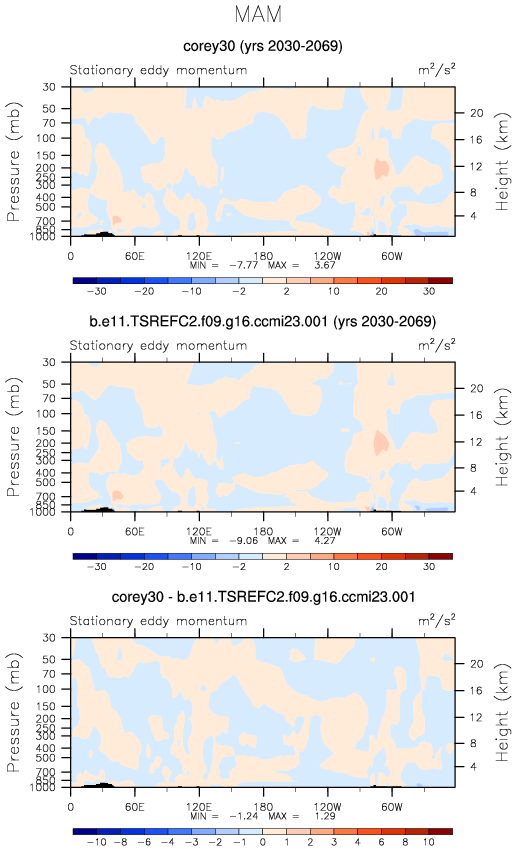 MAM
corey30 (yrs 2030-2069)
Stationary eddy momentum m²/s²
30
50
70
100
150
200
250
300
400
500
700
850
1000
Pressure (mb)
20
16
12
8
4
Height (km)
0 60E 120E 180 120W 60W
MIN = -7.77 MAX = 3.67
-30 -20 -10 -2 2 10 20 30
b.e11.TSREFC2.f09.g16.ccmi23.001 (yrs 2030-2069)
Stationary eddy momentum m²/s²
30
50
70
100
150
200
250
300
400
500
700
850
1000
Pressure (mb)
20
16
12
8
4
Height (km)
0 60E 120E 180 120W 60W
MIN = -9.06 MAX = 4.27
-30 -20 -10 -2 2 10 20 30
corey30 - b.e11.TSREFC2.f09.g16.ccmi23.001
Stationary eddy momentum m²/s²
30
50
70
100
150
200
250
300
400
500
700
850
1000
Pressure (mb)
20
16
12
8
4
Height (km)
0 60E 120E 180 120W 60W
MIN = -1.24 MAX = 1.29
-10 -8 -6 -4 -3 -2 -1 0 1 2 3 4 6 8 10